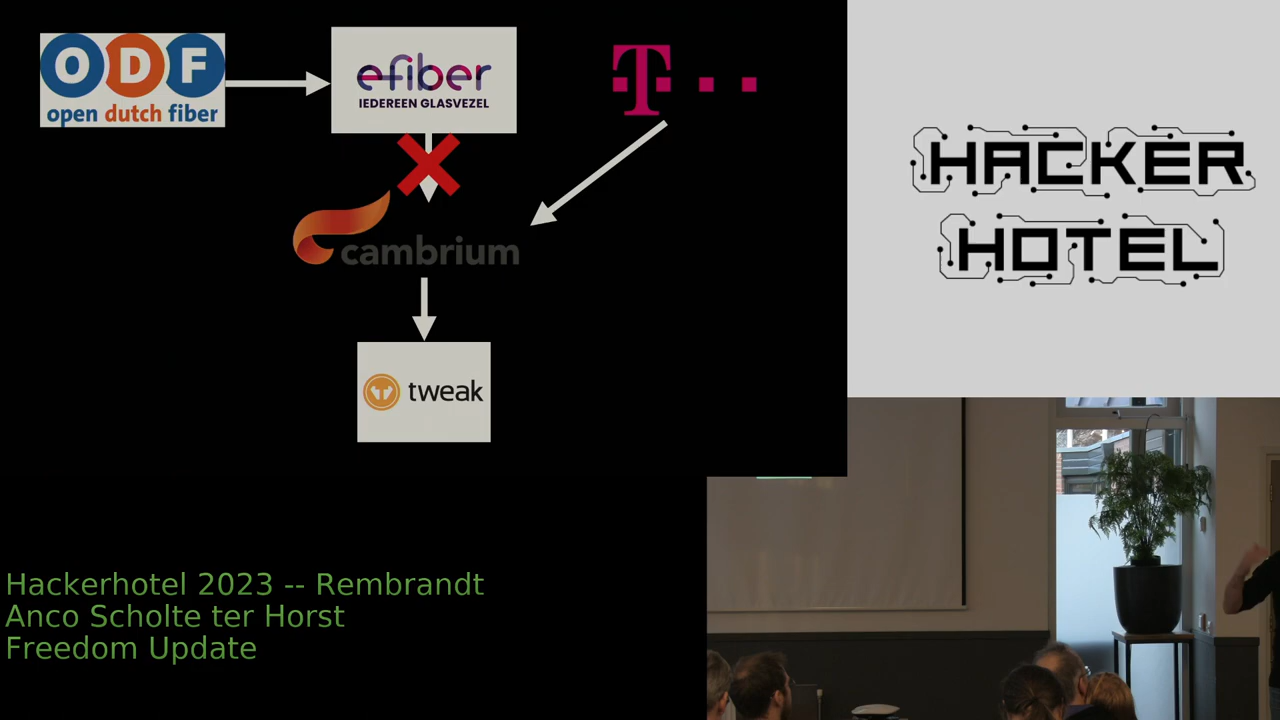 ODF
open dutch fiber
efiber
IEDEREEN GLASVEZEL
T
cambrium
tweak
HACKER
HOTEL
Hackerhotel 2023 -- Rembrandt
Anco Scholte ter Horst
Freedom Update